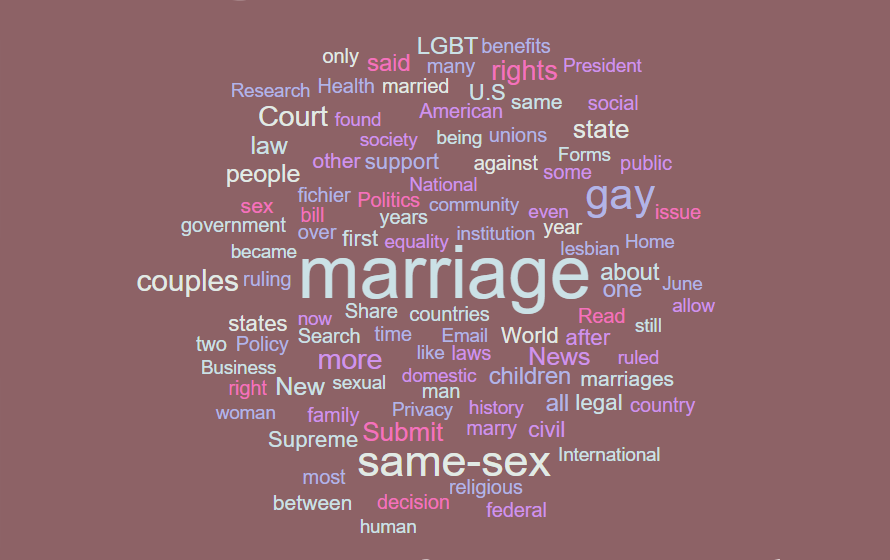 LGBT benefits
only said many rights President
Research Health married U.S
American same social
Court found
society being unions state
law
other support against Forms public
people some
National
fichier Politics gay
sex bill years community even issue
government over first equality institution year
became lesbian Home
couples ruling marriage about
one June
allow
Share countries
states now Read still
Search time Email World after
two Policy
more like laws News ruled
Business
right New sexual domestic children marriages
man
woman family Privacy history all legal country
Supreme Submit marry civil
same-sex International
most
religious
between decision federal
human